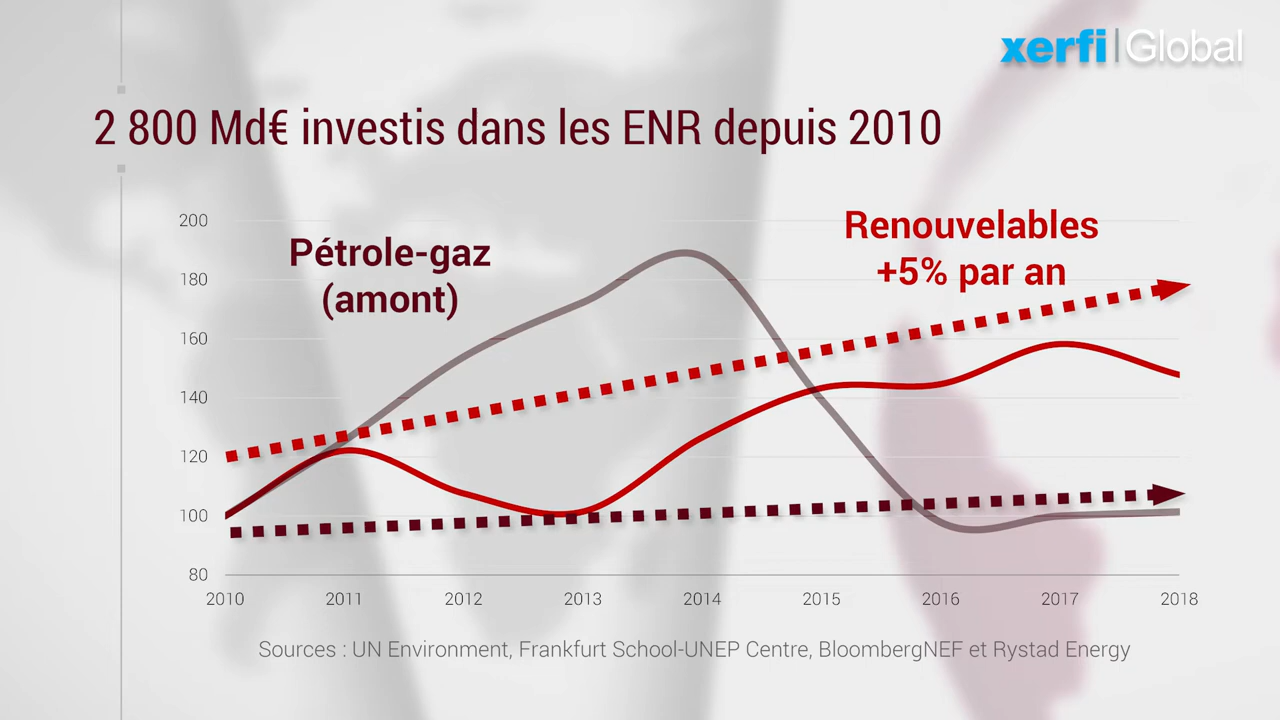 xerfi Global
2 800 Md€ investis dans les ENR depuis 2010
Renouvelables
+5% par an
Pétrole-gaz
(amont)
200
180
160
140
120
100
80
2010 2011 2012 2013 2014 2015 2016 2017 2018
Sources : UN Environment, Frankfurt School-UNEP Centre, BloombergNEF et Rystad Energy